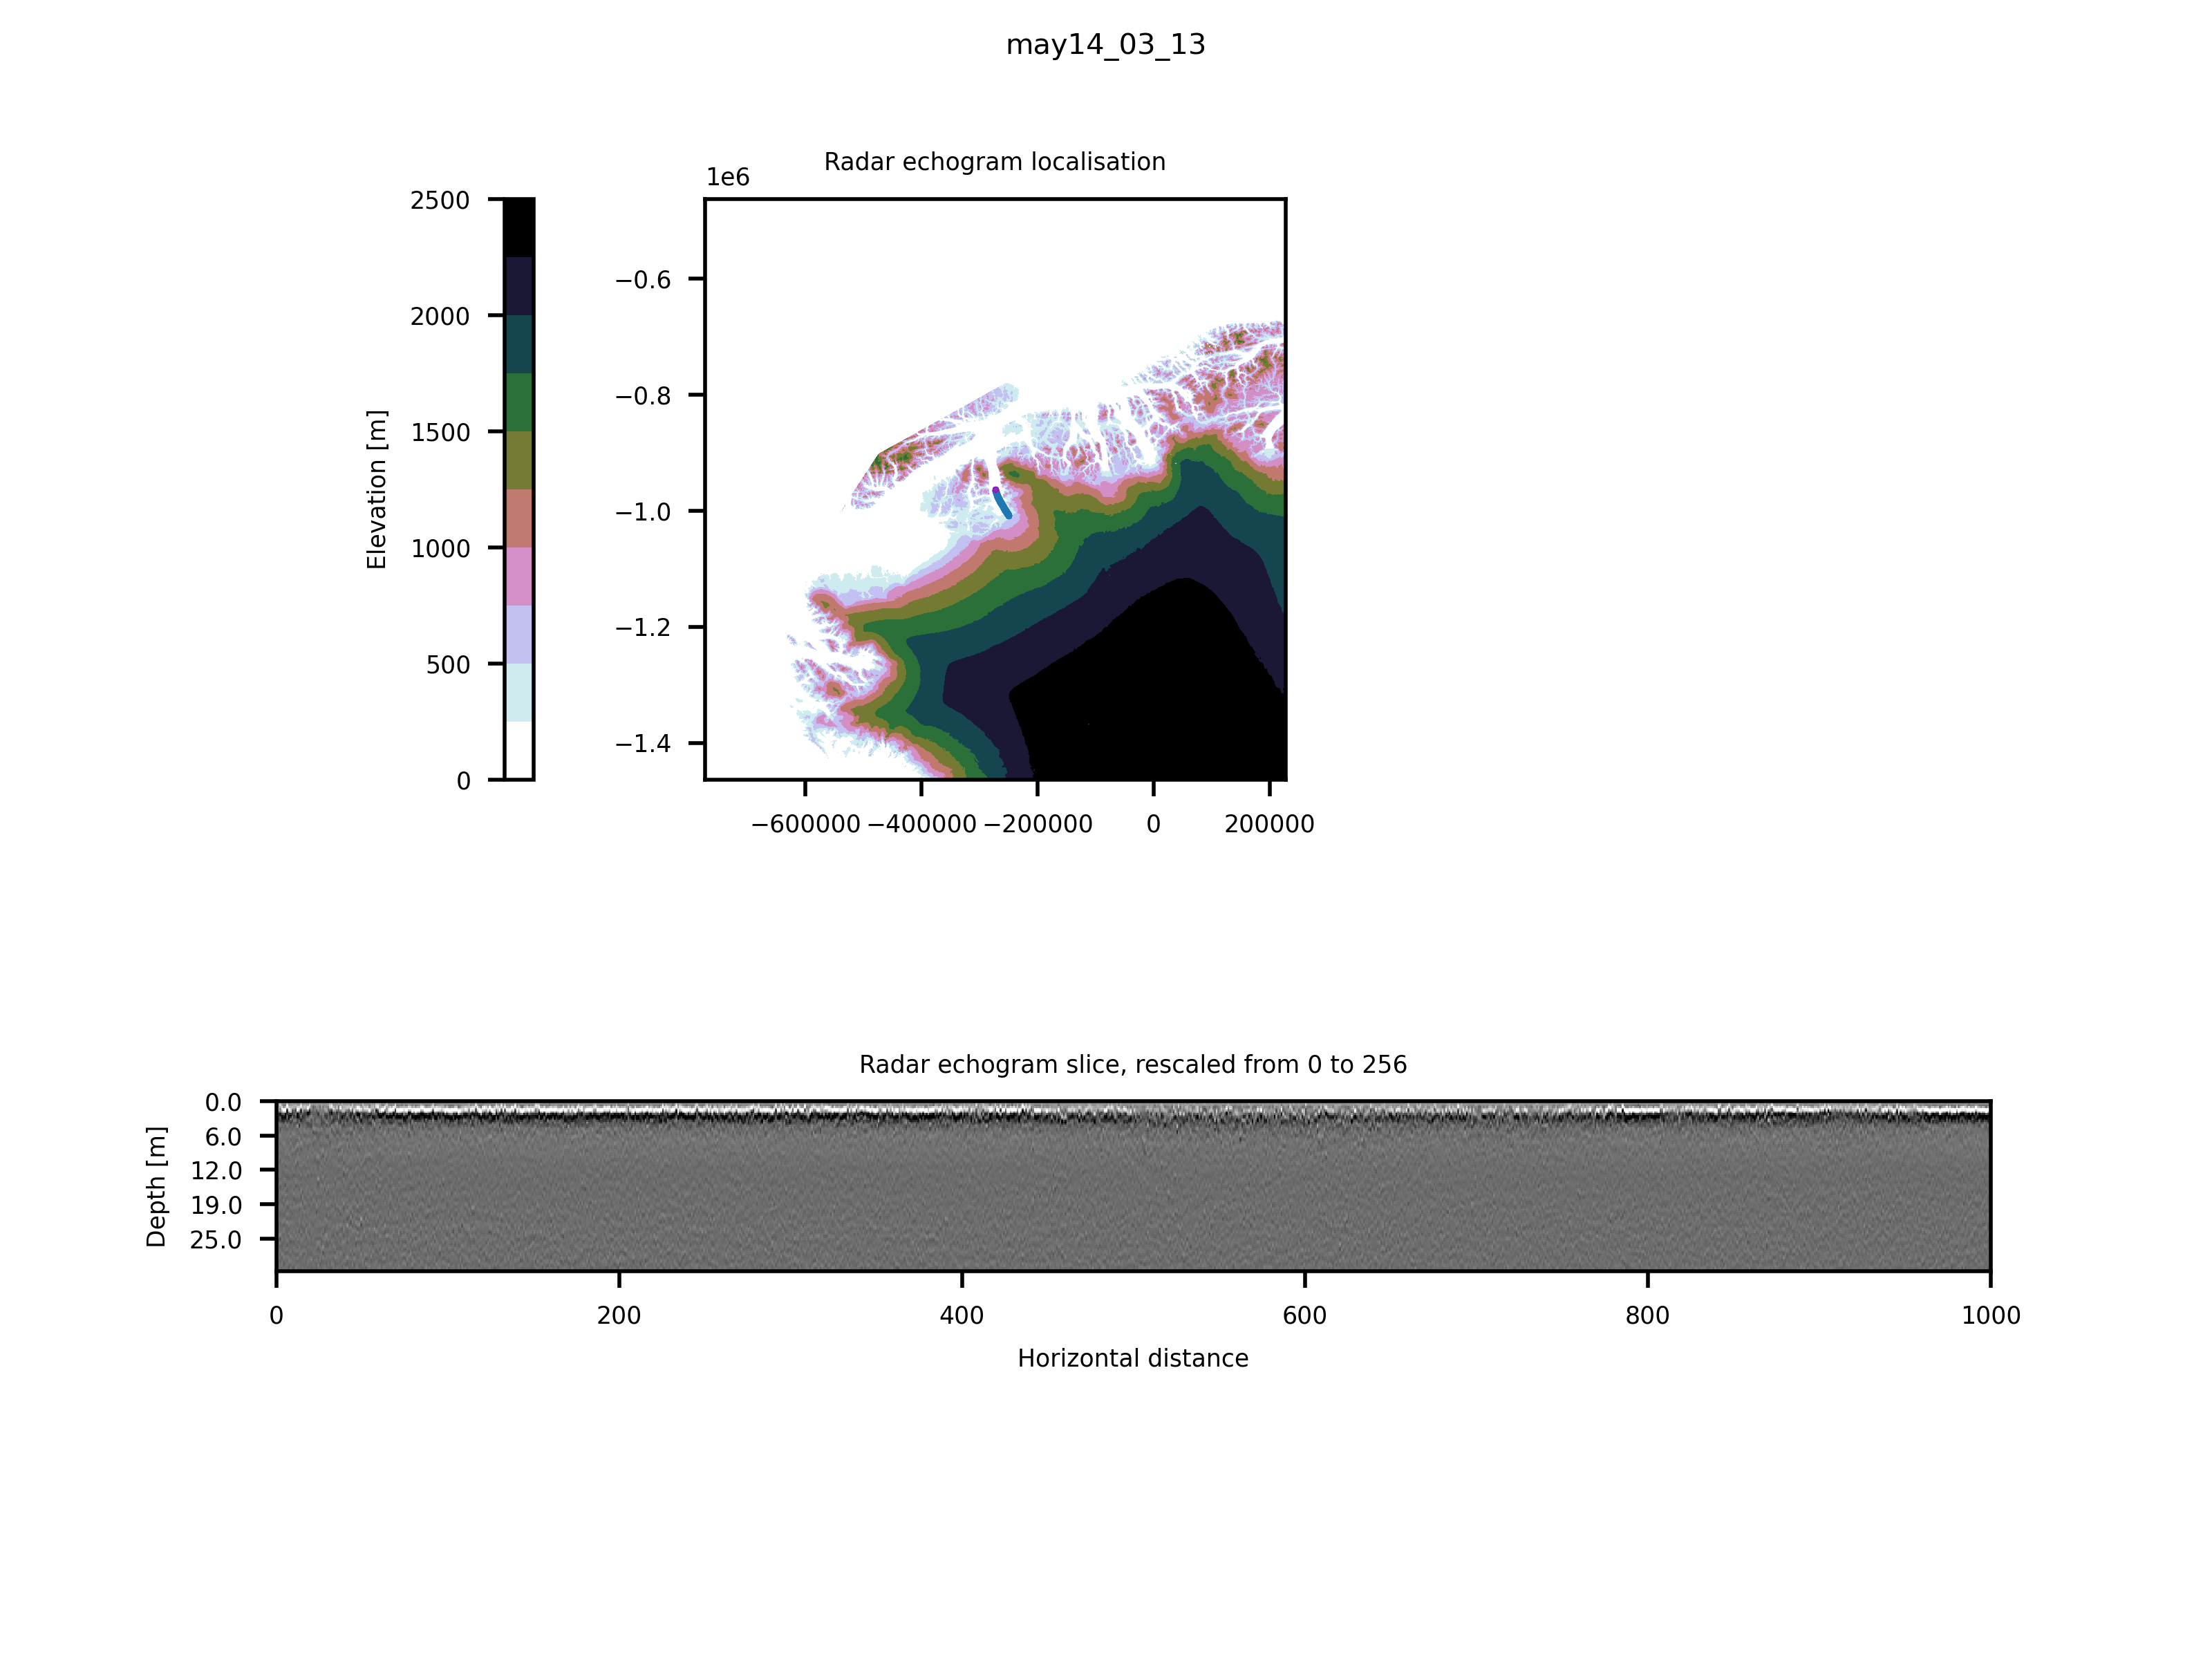 may14_03_13
Radar echogram localisation
1e6
Elevation [m]
2500
2000
1500
1000
500
0
−0.6
−0.8
−1.0
−1.2
−1.4
−600000 −400000 −200000 0 200000
Radar echogram slice, rescaled from 0 to 256
Depth [m]
0.0
6.0
12.0
19.0
25.0
0 200 400 600 800 1000
Horizontal distance